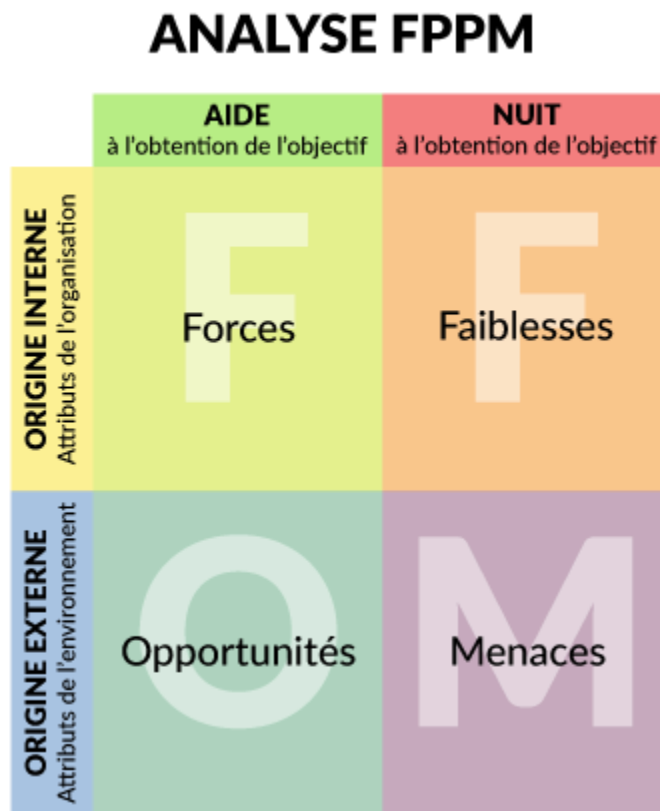 ANALYSE FPPM
AIDE
à l'obtention de l'objectif
NUIT
à l'obtention de l'objectif
ORIGINE INTERNE
Attributs de l'organisation
F
Forces
F
Faiblesses
ORIGINE EXTERNE
Attributs de l'environnement
O
Opportunités
M
Menaces